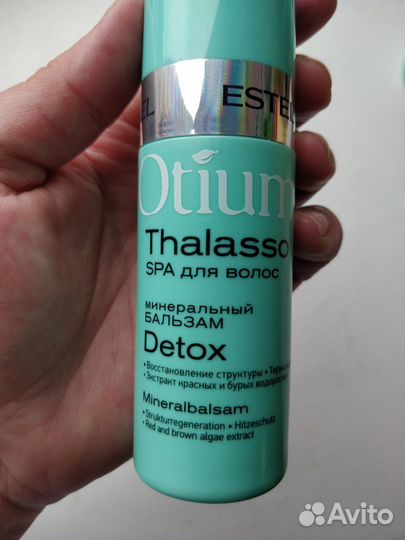 EL ESTEL
Otium
Thalasso
SPA для волос
минеральный
БАЛЬЗАМ
Detox
•Восстановление структуры •
•Экстракт красных и бурых
Mineralbalsam
▸Strukturregeneration ▸Hitzeschutz
▸Red and brown algae extract
Avito